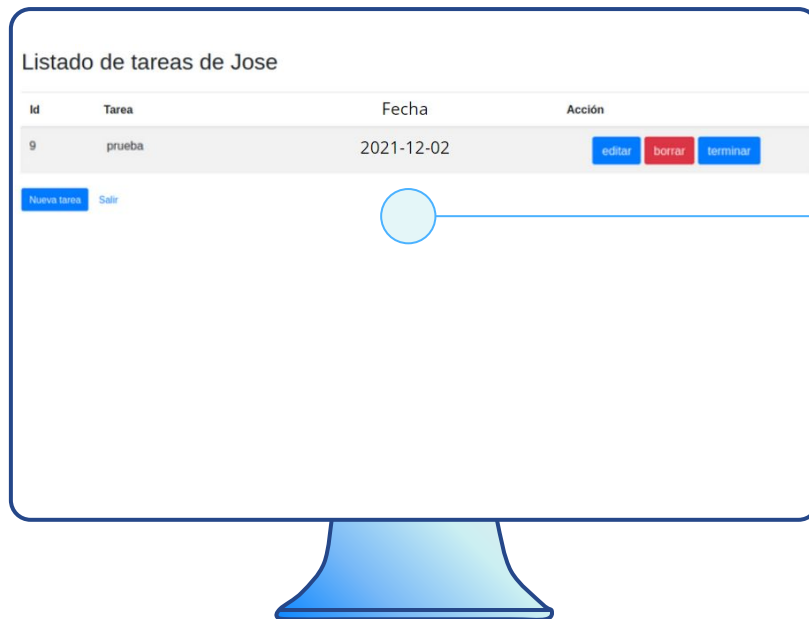 Listado de tareas de Jose
Id Tarea Fecha Acción
9 prueba 2021-12-02 editar borrar terminar
Nueva tarea Salir